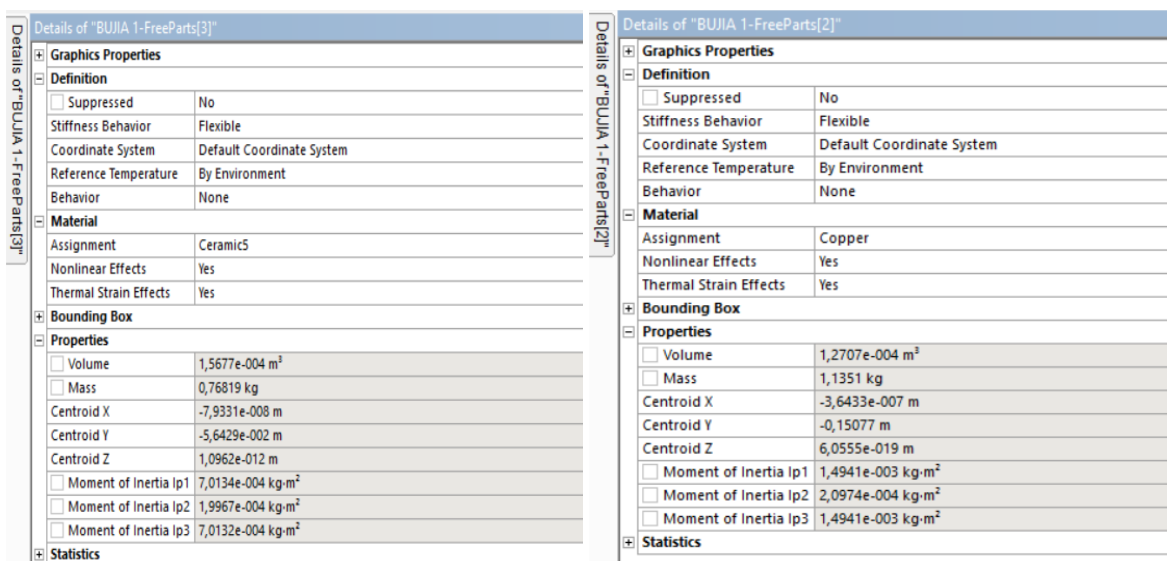 Details of "BUJIA 1-FreeParts[3]"
Details of "BUJIA 1-FreeParts[3]"
Graphics Properties
Definition
Suppressed No
Stiffness Behavior Flexible
Coordinate System Default Coordinate System
Reference Temperature By Environment
Behavior None
Material
Assignment Ceramic5
Nonlinear Effects Yes
Thermal Strain Effects Yes
Bounding Box
Properties
Volume 1,5677e-004 m³
Mass 0,76819 kg
Centroid X -7,9331e-008 m
Centroid Y -5,6429e-002 m
Centroid Z 1,0962e-012 m
Moment of Inertia Ip1 7,0134e-004 kg·m²
Moment of Inertia Ip2 1,9967e-004 kg·m²
Moment of Inertia Ip3 7,0132e-004 kg·m²
Statistics
Details of "BUJIA 1-FreeParts[2]"
Details of "BUJIA 1-FreeParts[2]"
Graphics Properties
Definition
Suppressed No
Stiffness Behavior Flexible
Coordinate System Default Coordinate System
Reference Temperature By Environment
Behavior None
Material
Assignment Copper
Nonlinear Effects Yes
Thermal Strain Effects Yes
Bounding Box
Properties
Volume 1,2707e-004 m³
Mass 1,1351 kg
Centroid X -3,6433e-007 m
Centroid Y -0,15077 m
Centroid Z 6,0555e-019 m
Moment of Inertia Ip1 1,4941e-003 kg·m²
Moment of Inertia Ip2 2,0974e-004 kg·m²
Moment of Inertia Ip3 1,4941e-003 kg·m²
Statistics